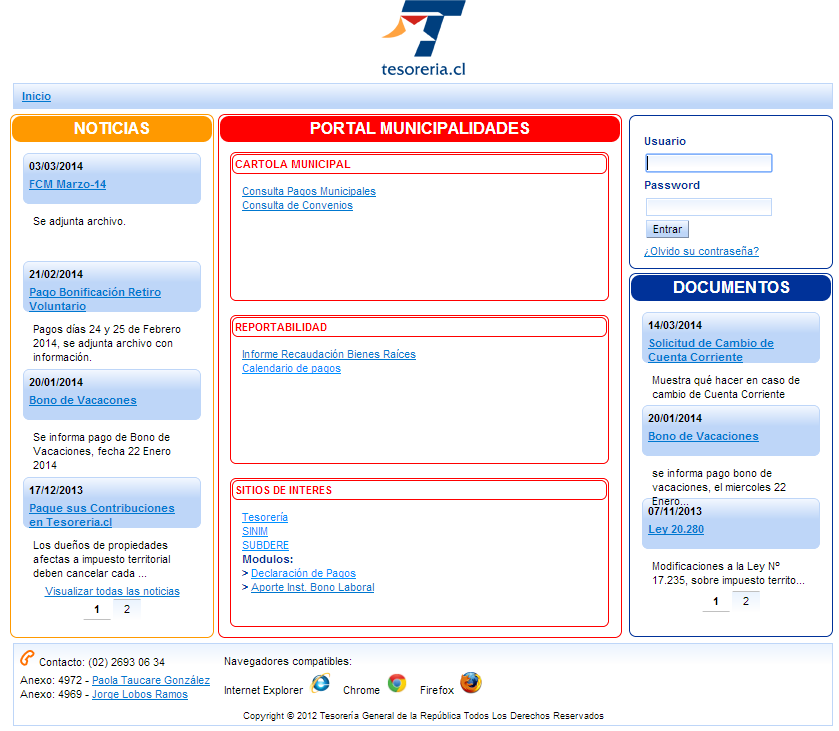 tesoreria.cl
Inicio
NOTICIAS
03/03/2014
FCM Marzo-14
Se adjunta archivo.
21/02/2014
Pago Bonificación Retiro
Voluntario
Pagos días 24 y 25 de Febrero
2014, se adjunta archivo con
información.
20/01/2014
Bono de Vacacones
Se informa pago de Bono de
Vacaciones, fecha 22 Enero
2014
17/12/2013
Paque sus Contribuciones
en Tesoreria.cl
Los dueños de propiedades
afectas a impuesto territorial
deben cancelar cada ...
Visualizar todas las noticias
1 2
PORTAL MUNICIPALIDADES
CARTOLA MUNICIPAL
Consulta Pagos Municipales
Consulta de Convenios
REPORTABILIDAD
Informe Recaudación Bienes Raíces
Calendario de pagos
SITIOS DE INTERES
Tesorería
SINIM
SUBDERE
Modulos:
> Declaración de Pagos
> Aporte Inst. Bono Laboral
Usuario
Password
Entrar
¿Olvido su contraseña?
DOCUMENTOS
14/03/2014
Solicitud de Cambio de
Cuenta Corriente
Muestra qué hacer en caso de
cambio de Cuenta Corriente
20/01/2014
Bono de Vacaciones
se informa pago bono de
vacaciones, el miercoles 22
Enero...
07/11/2013
Ley 20.280
Modificaciones a la Ley Nº
17.235, sobre impuesto territo...
1 2
Contacto: (02) 2693 06 34
Anexo: 4972 - Paola Taucare González
Anexo: 4969 - Jorge Lobos Ramos
Navegadores compatibles:
Internet Explorer Chrome Firefox
Copyright © 2012 Tesorería General de la República Todos Los Derechos Reservados